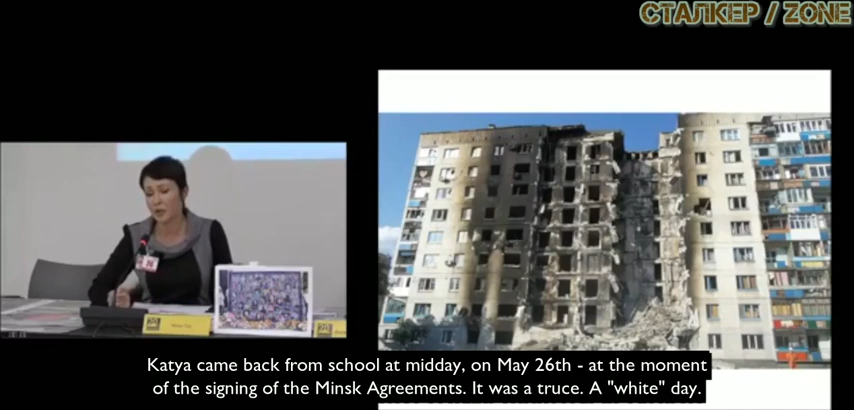 СТАЛКЕР / ZONE
Katya came back from school at midday, on May 26th - at the moment
of the signing of the Minsk Agreements. It was a truce. A "white" day.